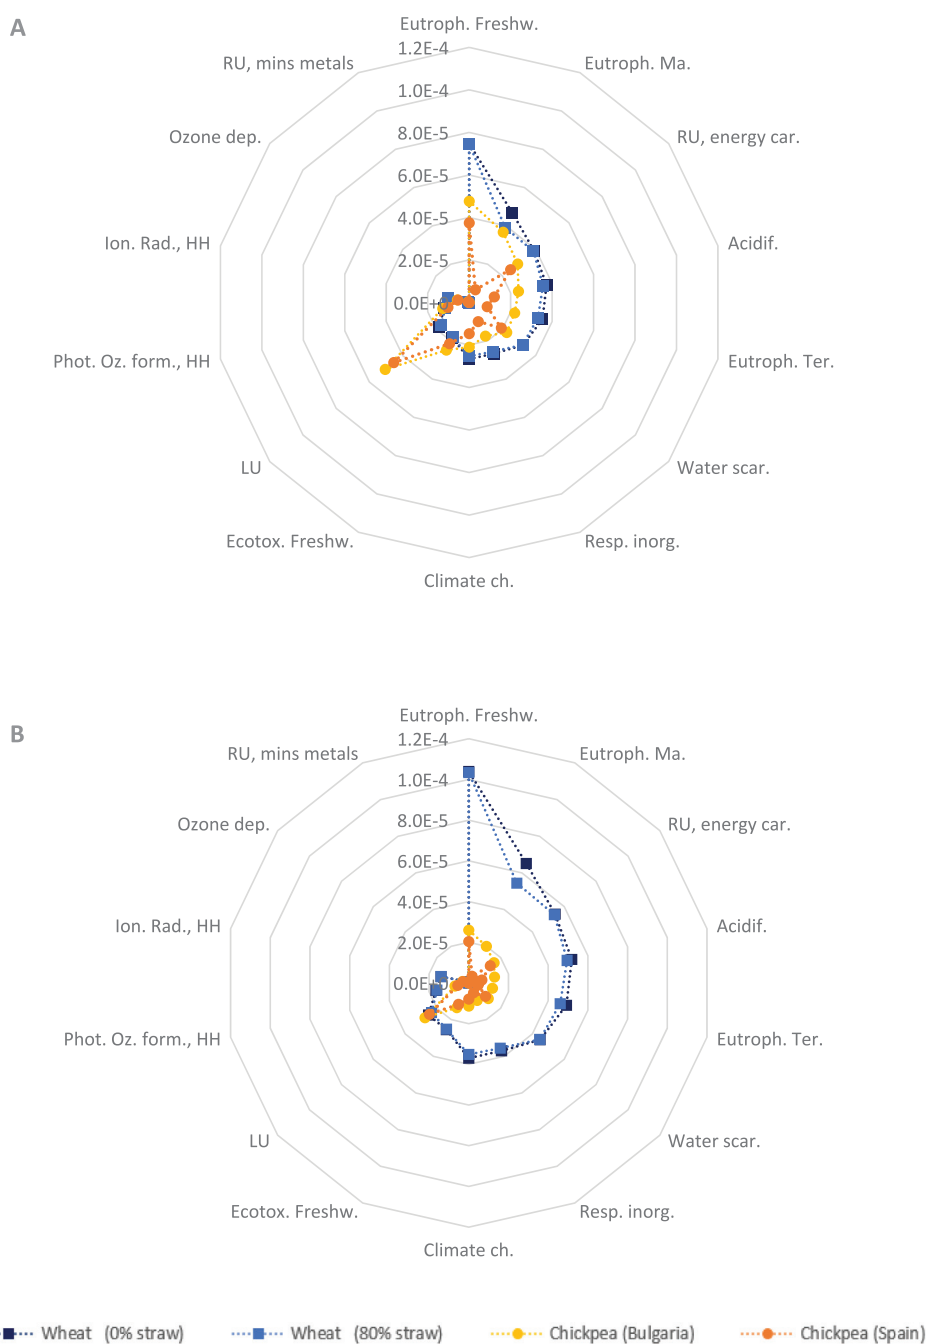 A
Eutroph. Freshw.
1.2E-4
RU, mins metals
Eutroph. Ma.
1.0E-4
Ozone dep.
RU, energy car.
8.0E-5
6.0E-5
4.0E-5
Ion. Rad., HH
Acidif.
2.0E-5
Phot. Oz. form., HH
Eutroph. Ter.
LU
Water scar.
Ecotox. Freshw.
Resp. inorg.
Climate ch.
B
Eutroph. Freshw.
1.2E-4
RU, mins metals
Eutroph. Ma.
1.0E-4
Ozone dep.
RU, energy car.
8.0E-5
6.0E-5
4.0E-5
Ion. Rad., HH
Acidif.
2.0E-5
Phot. Oz. form., HH
Eutroph. Ter.
LU
Water scar.
Ecotox. Freshw.
Resp. inorg.
Climate ch.
Wheat (0% straw) Wheat (80% straw) Chickpea (Bulgaria) Chickpea (Spain)